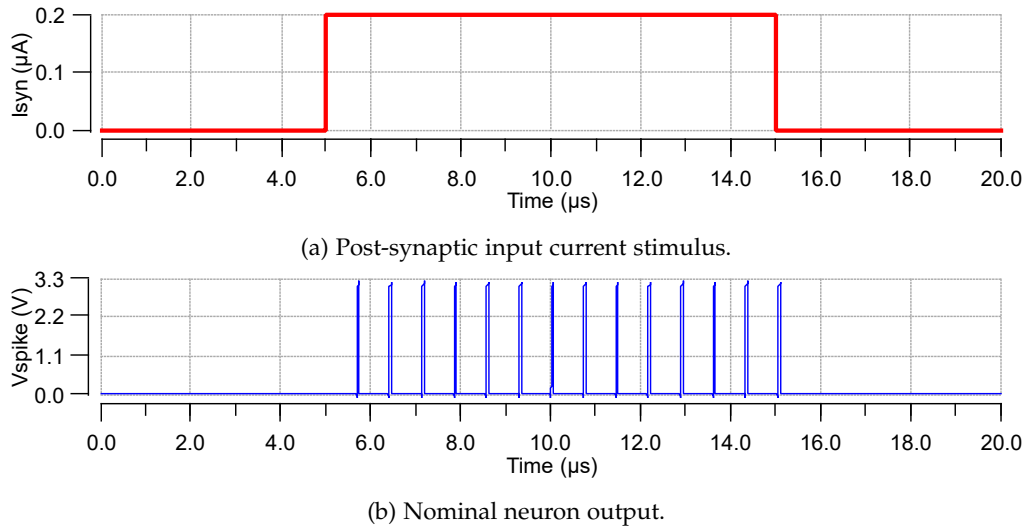 0.2
0.1
0.0
Isyn (µA)
0.0 2.0 4.0 6.0 8.0 10.0 12.0 14.0 16.0 18.0 20.0
Time (µs)
(a) Post-synaptic input current stimulus.
3.3
2.2
1.1
0.0
Vspike (V)
0.0 2.0 4.0 6.0 8.0 10.0 12.0 14.0 16.0 18.0 20.0
Time (µs)
(b) Nominal neuron output.